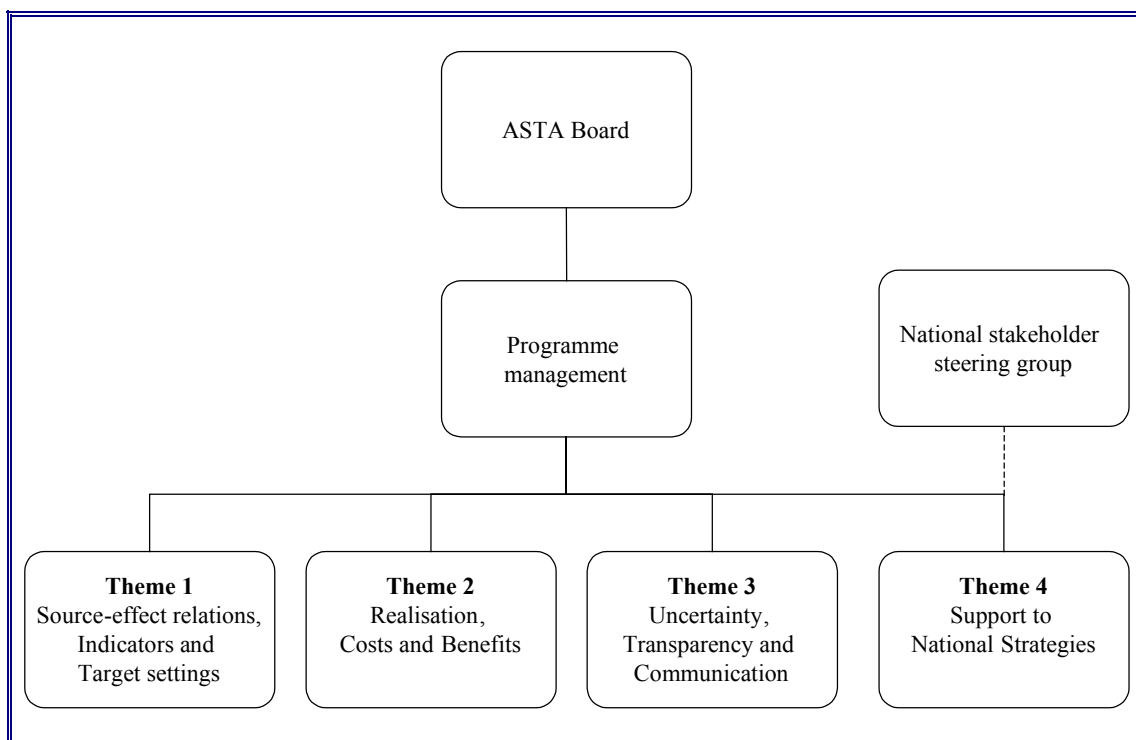 ASTA Board
Programme
management
National stakeholder
steering group
Theme 1
Source-effect relations,
Indicators and
Target settings
Theme 2
Realisation,
Costs and Benefits
Theme 3
Uncertainty,
Transparency and
Communication
Theme 4
Support to
National Strategies